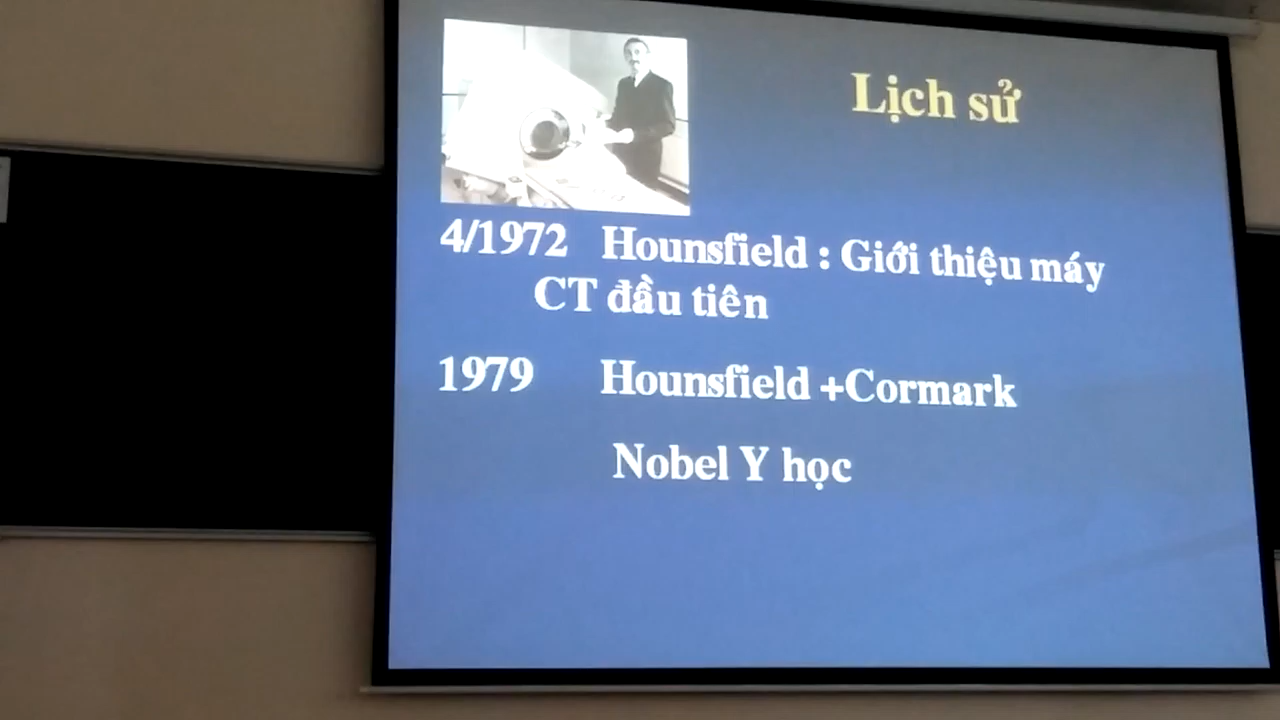 Lịch sử
4/1972 Hounsfield : Giới thiệu máy
CT đầu tiên
1979 Hounsfield +Cormark
Nobel Y học